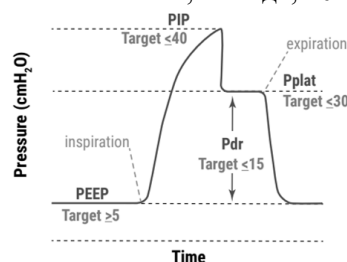 PIP
Target ≤40
expiration
Pplat
Target ≤30
inspiration
Pdr
Target ≤15
PEEP
Target ≥5
Pressure (cmH2O)
Time